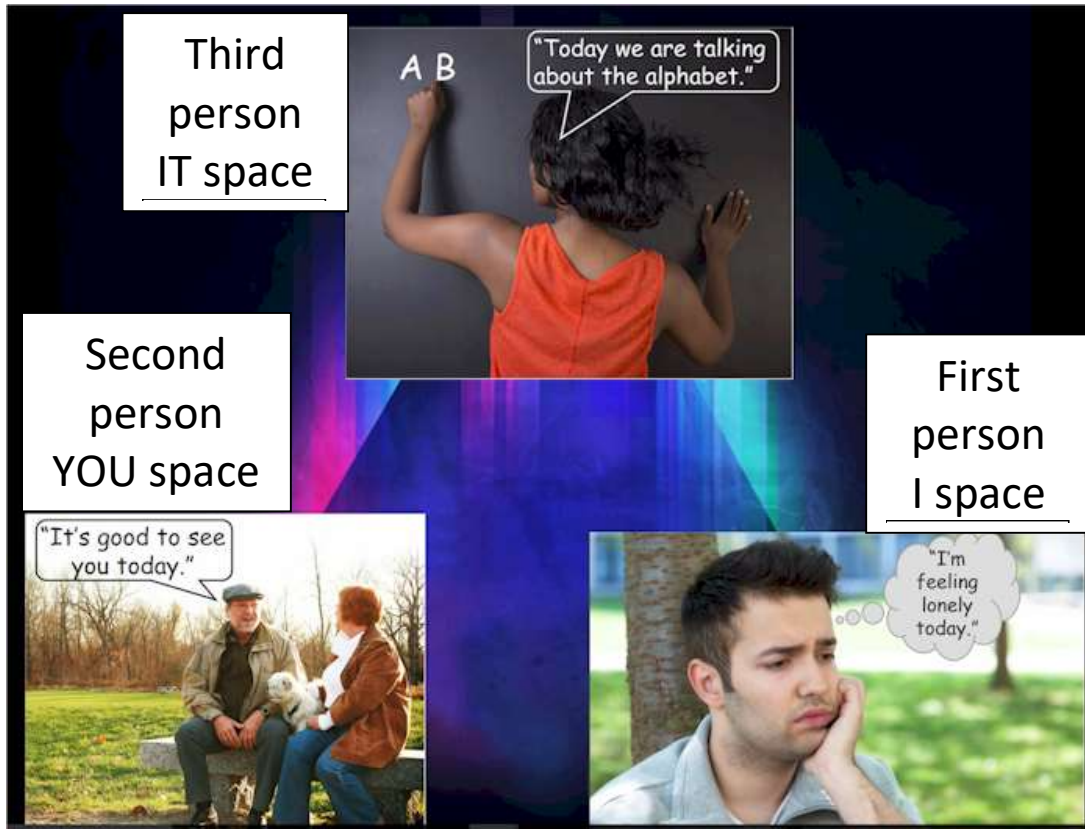 Third
person
IT space
A B
"Today we are talking
about the alphabet."
Second
person
YOU space
First
person
I space
"It's good to see
you today."
"I'm
feeling
lonely
today."